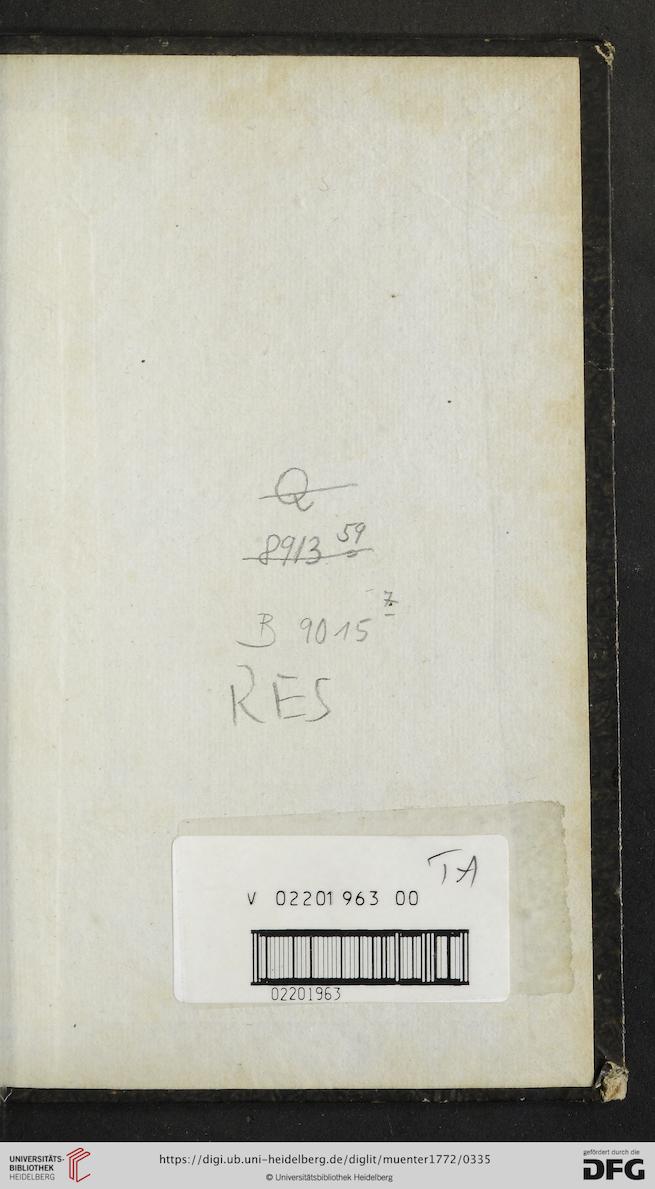 Q
8913 59
B 9015 7
RES
TA
V 02201 963 00
02201963
UNIVERSITÄTS-
BIBLIOTHEK
HEIDELBERG
https://digi.ub.uni-heidelberg.de/diglit/muenter1772/0335
© Universitätsbibliothek Heidelberg
gefördert durch die
DFG